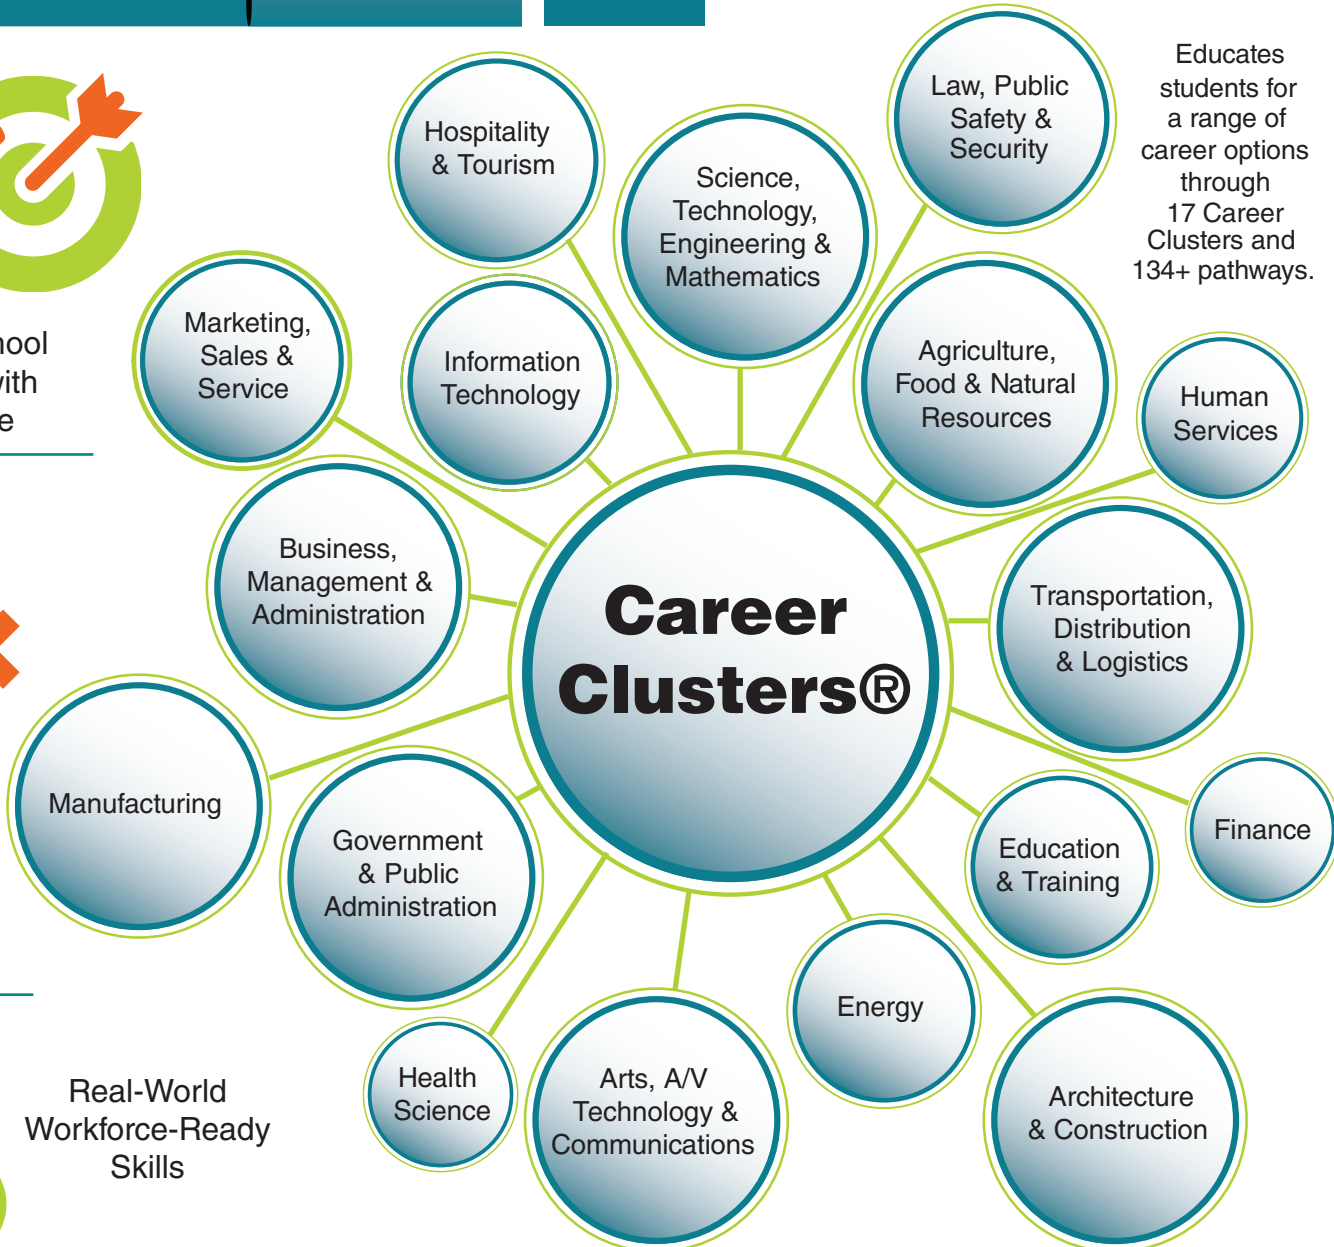 Law, Public
Safety &
Security
Educates
students for
a range of
career options
through
17 Career
Clusters and
134+ pathways.
Hospitality
& Tourism
Science,
Technology,
Engineering &
Mathematics
Marketing,
Sales &
Service
Information
Technology
Agriculture,
Food & Natural
Resources
Human
Services
Business,
Management &
Administration
Career
Clusters®
Transportation,
Distribution
& Logistics
Manufacturing
Government
& Public
Administration
Education
& Training
Finance
Energy
Health
Science
Arts, A/V
Technology &
Communications
Architecture
& Construction
Real-World
Workforce-Ready
Skills